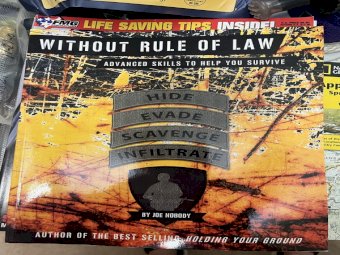 FMG
LIFE SAVING TIPS INSIDE!
WITHOUT RULE OF LAW
ADVANCED SKILLS TO HELP YOU SURVIVE
HIDE
EVADE
SCAVENGE
INFILTRATE
BY JOE NOBODY
AUTHOR OF THE BEST SELLING, HOLDING YOUR GROUND